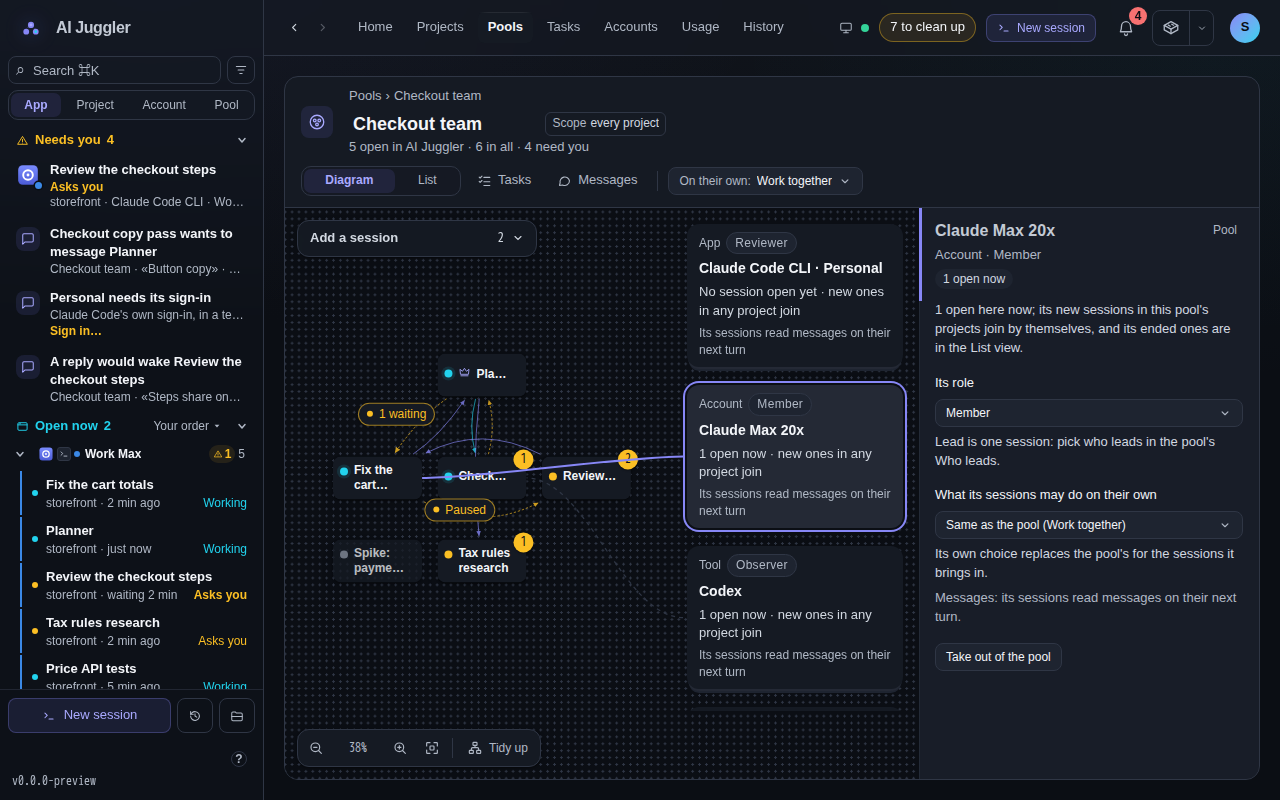 AI Juggler
Search ⌘K
App Project Account Pool
Needs you 4
Review the checkout steps
Asks you
storefront · Claude Code CLI · Wo…
Checkout copy pass wants to
message Planner
Checkout team · «Button copy» · …
Personal needs its sign-in
Claude Code's own sign-in, in a te…
Sign in…
A reply would wake Review the
checkout steps
Checkout team · «Steps share on…
Open now 2
Your order
Work Max
1 5
Fix the cart totals
storefront · 2 min ago
Working
Planner
storefront · just now
Working
Review the checkout steps
storefront · waiting 2 min
Asks you
Tax rules research
storefront · 2 min ago
Asks you
Price API tests
storefront · 5 min ago
Working
New session
?
v0.0.0-preview
Home Projects Pools Tasks Accounts Usage History
7 to clean up
New session
4
S
Pools › Checkout team
Checkout team
Scope every project
5 open in AI Juggler · 6 in all · 4 need you
Diagram List
Tasks
Messages
On their own: Work together
Add a session
2
Pla…
1 waiting
Fix the
cart…
Check…
1
Review…
2
Paused
Spike:
payme…
Tax rules
research
1
App Reviewer
Claude Code CLI · Personal
No session open yet · new ones
in any project join
Its sessions read messages on their
next turn
Account Member
Claude Max 20x
1 open now · new ones in any
project join
Its sessions read messages on their
next turn
Tool Observer
Codex
1 open now · new ones in any
project join
Its sessions read messages on their
next turn
38%
Tidy up
Claude Max 20x
Pool
Account · Member
1 open now
1 open here now; its new sessions in this pool's
projects join by themselves, and its ended ones are
in the List view.
Its role
Member
Lead is one session: pick who leads in the pool's
Who leads.
What its sessions may do on their own
Same as the pool (Work together)
Its own choice replaces the pool's for the sessions it
brings in.
Messages: its sessions read messages on their next
turn.
Take out of the pool